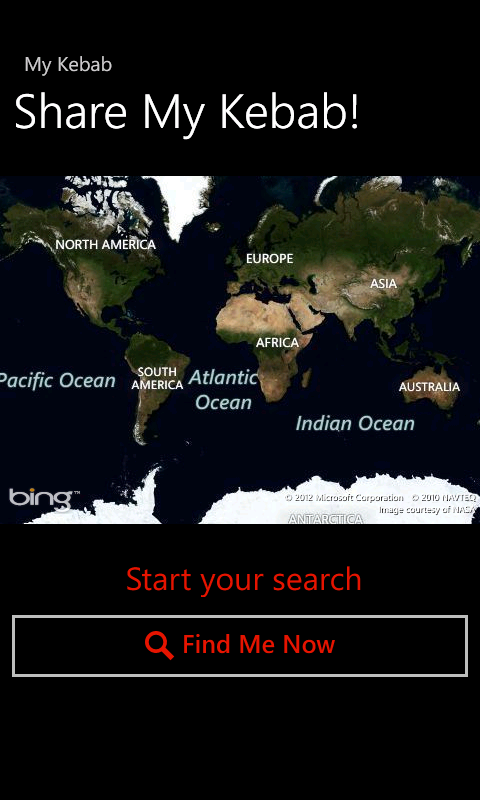 My Kebab
Share My Kebab!
NORTH AMERICA
EUROPE
ASIA
AFRICA
Pacific Ocean
SOUTH
AMERICA
Atlantic
Ocean
AUSTRALIA
Indian Ocean
bing™
© 2012 Microsoft Corporation © 2010 NAVTEQ
Image courtesy of NASA
ANTARCTICA
Start your search
Find Me Now